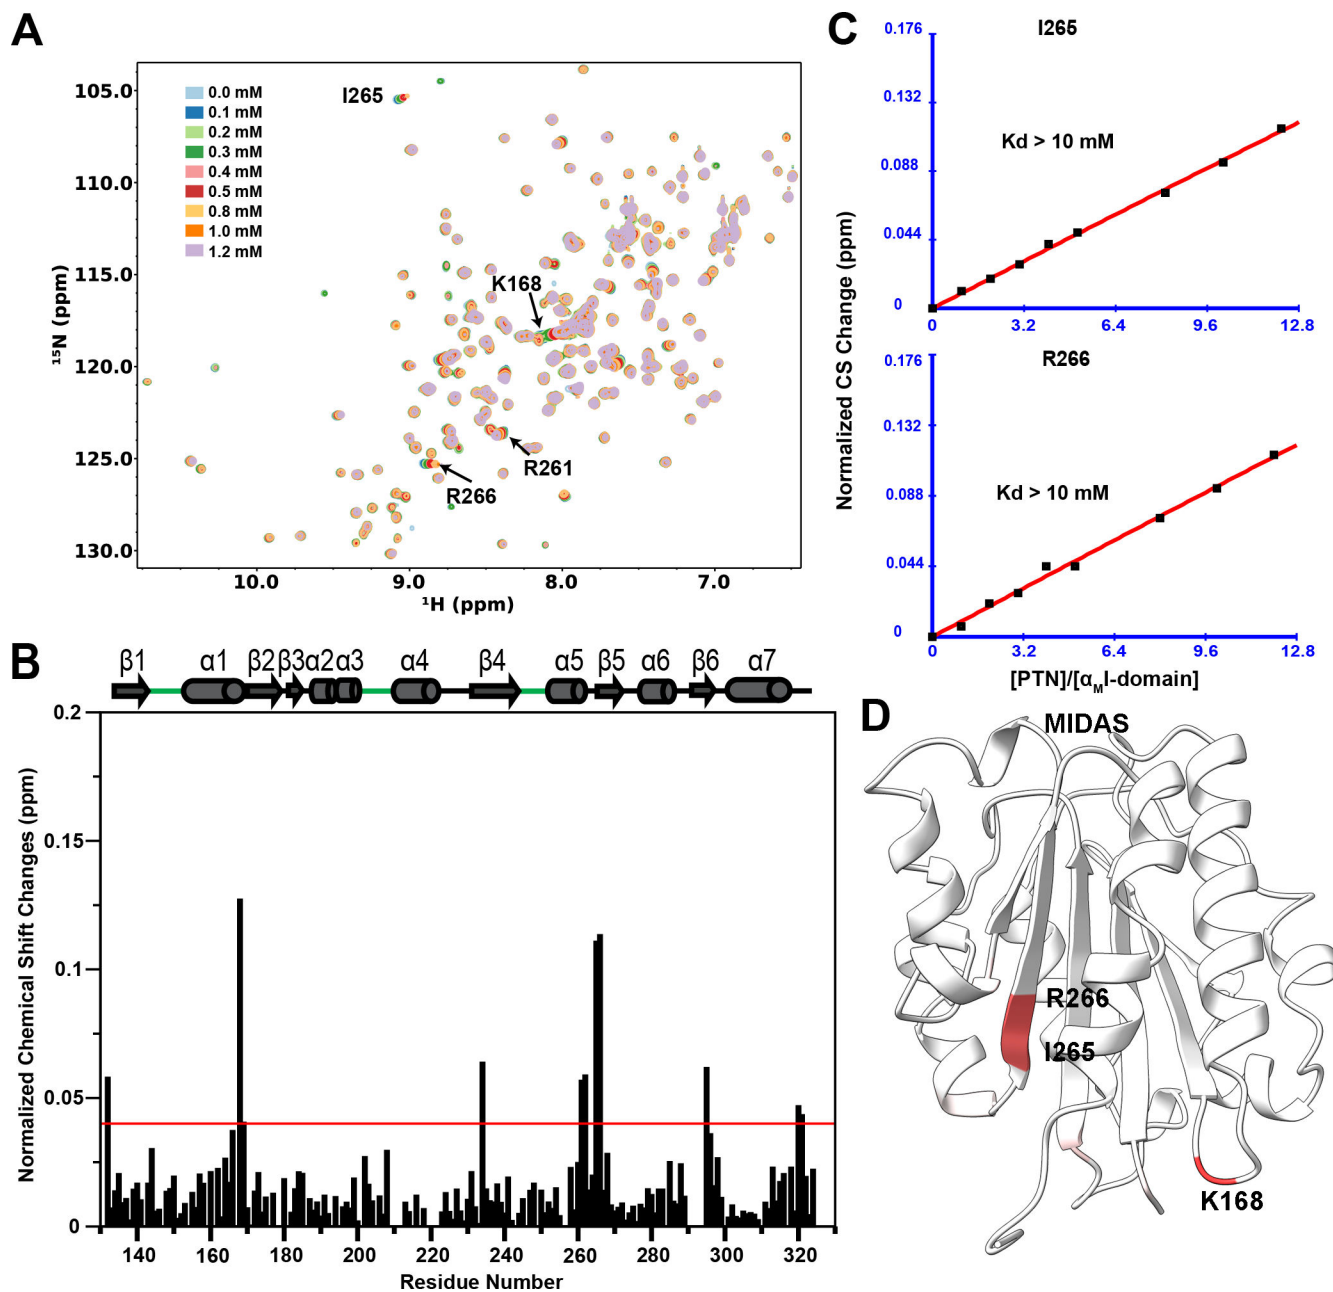 A
105.0
110.0
115.0
120.0
125.0
130.0
¹⁵N (ppm)
10.0 9.0 8.0 7.0
¹H (ppm)
0.0 mM
0.1 mM
0.2 mM
0.3 mM
0.4 mM
0.5 mM
0.8 mM
1.0 mM
1.2 mM
I265
K168
R261
R266
B
β1 α1 β2 β3 α2 α3 α4 β4 α5 β5 α6 β6 α7
0.2
0.15
0.1
0.05
0
Normalized Chemical Shift Changes (ppm)
140 160 180 200 220 240 260 280 300 320
Residue Number
C
I265
0.176
0.132
0.088
0.044
0
Kd > 10 mM
0 3.2 6.4 9.6 12.8
Normalized CS Change (ppm)
R266
0.176
0.132
0.088
0.044
0
Kd > 10 mM
0 3.2 6.4 9.6 12.8
[PTN]/[α_MI-domain]
D
MIDAS
R266
I265
K168